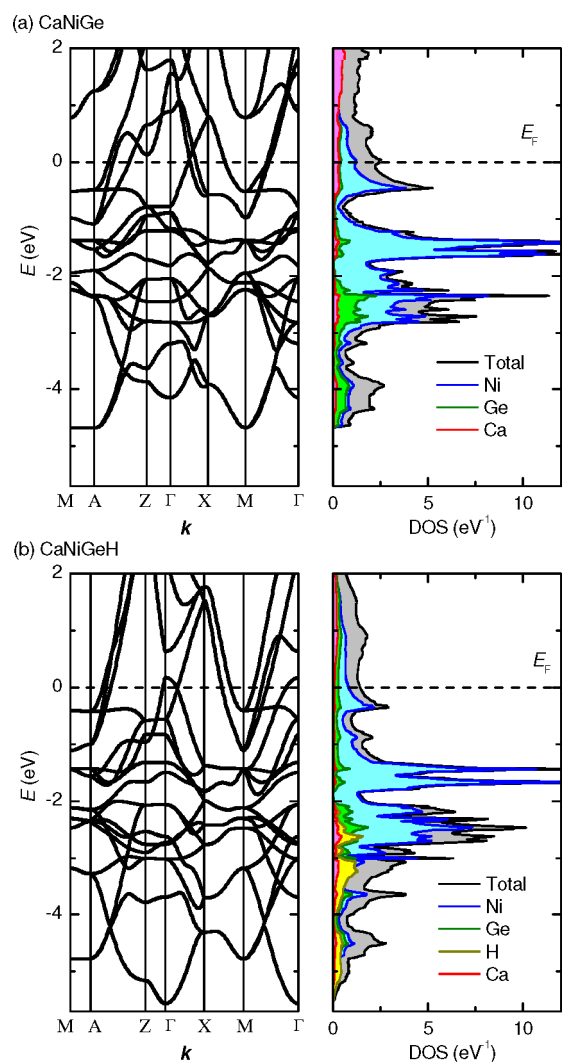 (a) CaNiGe
2
0
-2
-4
E (eV)
M A Z Γ X M Γ
k
E_F
Total
Ni
Ge
Ca
0 5 10
DOS (eV⁻¹)
(b) CaNiGeH
2
0
-2
-4
E (eV)
M A Z Γ X M Γ
k
E_F
Total
Ni
Ge
H
Ca
0 5 10
DOS (eV⁻¹)